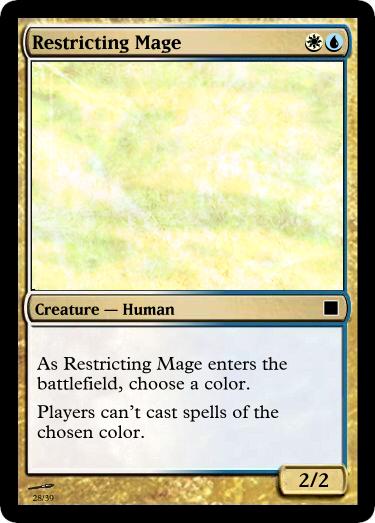 Restricting Mage
Creature — Human
As Restricting Mage enters the
battlefield, choose a color.
Players can't cast spells of the
chosen color.
2/2
28/39